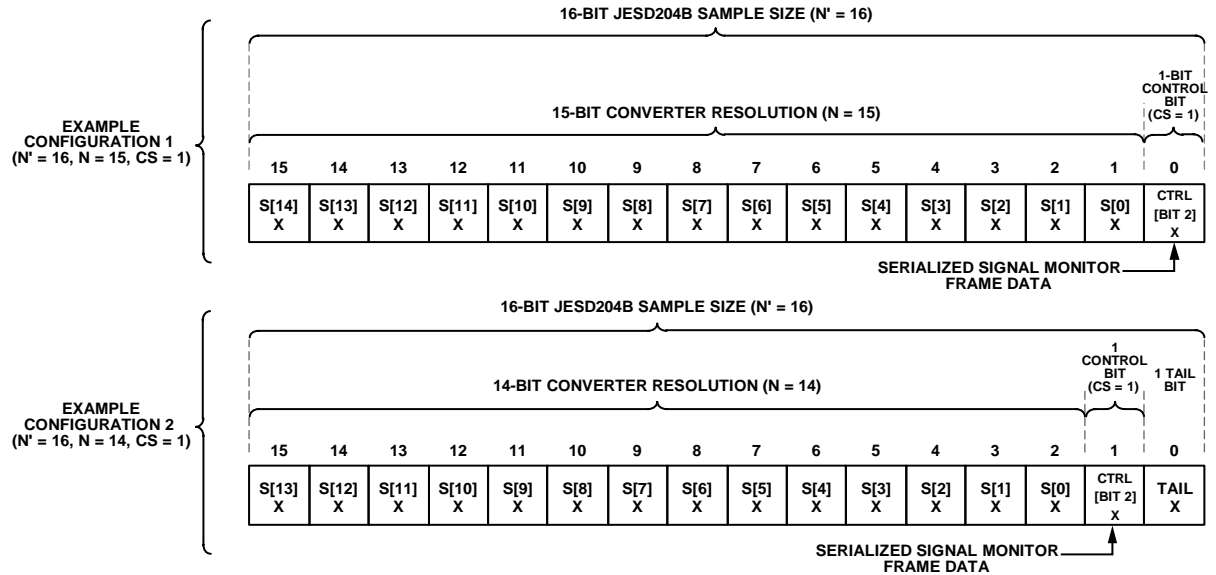 16-BIT JESD204B SAMPLE SIZE (N' = 16)
1-BIT
CONTROL
BIT
(CS = 1)
15-BIT CONVERTER RESOLUTION (N = 15)
EXAMPLE
CONFIGURATION 1
(N' = 16, N = 15, CS = 1)
15 14 13 12 11 10 9 8 7 6 5 4 3 2 1 0
S[14] S[13] S[12] S[11] S[10] S[9] S[8] S[7] S[6] S[5] S[4] S[3] S[2] S[1] S[0] CTRL
[BIT 2]
X X X X X X X X X X X X X X X X
SERIALIZED SIGNAL MONITOR
FRAME DATA
16-BIT JESD204B SAMPLE SIZE (N' = 16)
1
CONTROL
BIT
(CS = 1)
1 TAIL
BIT
14-BIT CONVERTER RESOLUTION (N = 14)
EXAMPLE
CONFIGURATION 2
(N' = 16, N = 14, CS = 1)
15 14 13 12 11 10 9 8 7 6 5 4 3 2 1 0
S[13] S[12] S[11] S[10] S[9] S[8] S[7] S[6] S[5] S[4] S[3] S[2] S[1] S[0] CTRL TAIL
[BIT 2]
X X X X X X X X X X X X X X X X
SERIALIZED SIGNAL MONITOR
FRAME DATA